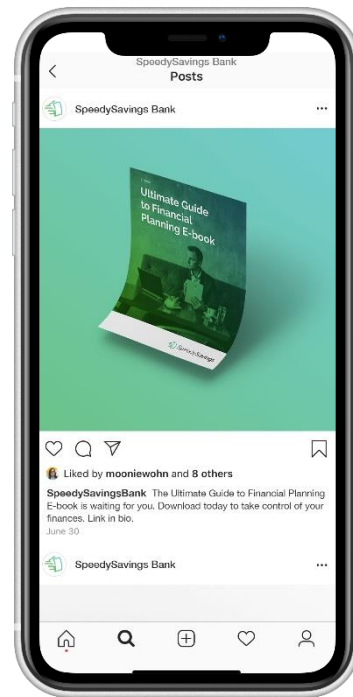 SpeedySavings Bank
Posts
SpeedySavings Bank
Ultimate Guide
to Financial
Planning E-book
SpeedySavings
Liked by mooniewohn and 8 others
SpeedySavingsBank The Ultimate Guide to Financial Planning
E-book is waiting for you. Download today to take control of your
finances. Link in bio.
June 30
SpeedySavings Bank